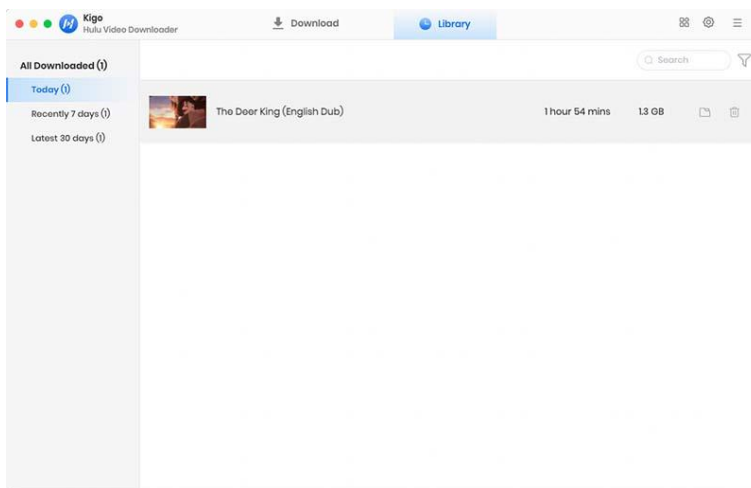 Kigo
Hulu Video Downloader
Download
Library
Search
All Downloaded (1)
Today (1)
Recently 7 days (1)
Latest 30 days (1)
The Deer King (English Dub)
1 hour 54 mins
1.3 GB